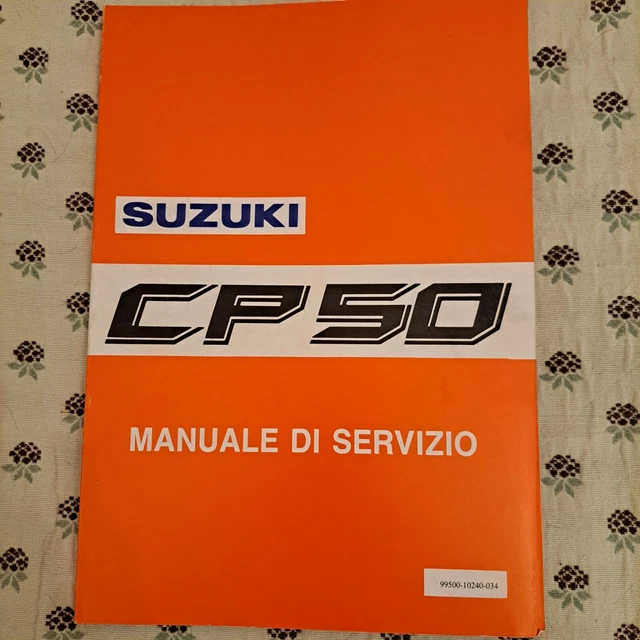 SUZUKI
CP50
MANUALE DI SERVIZIO
99500-10240-034